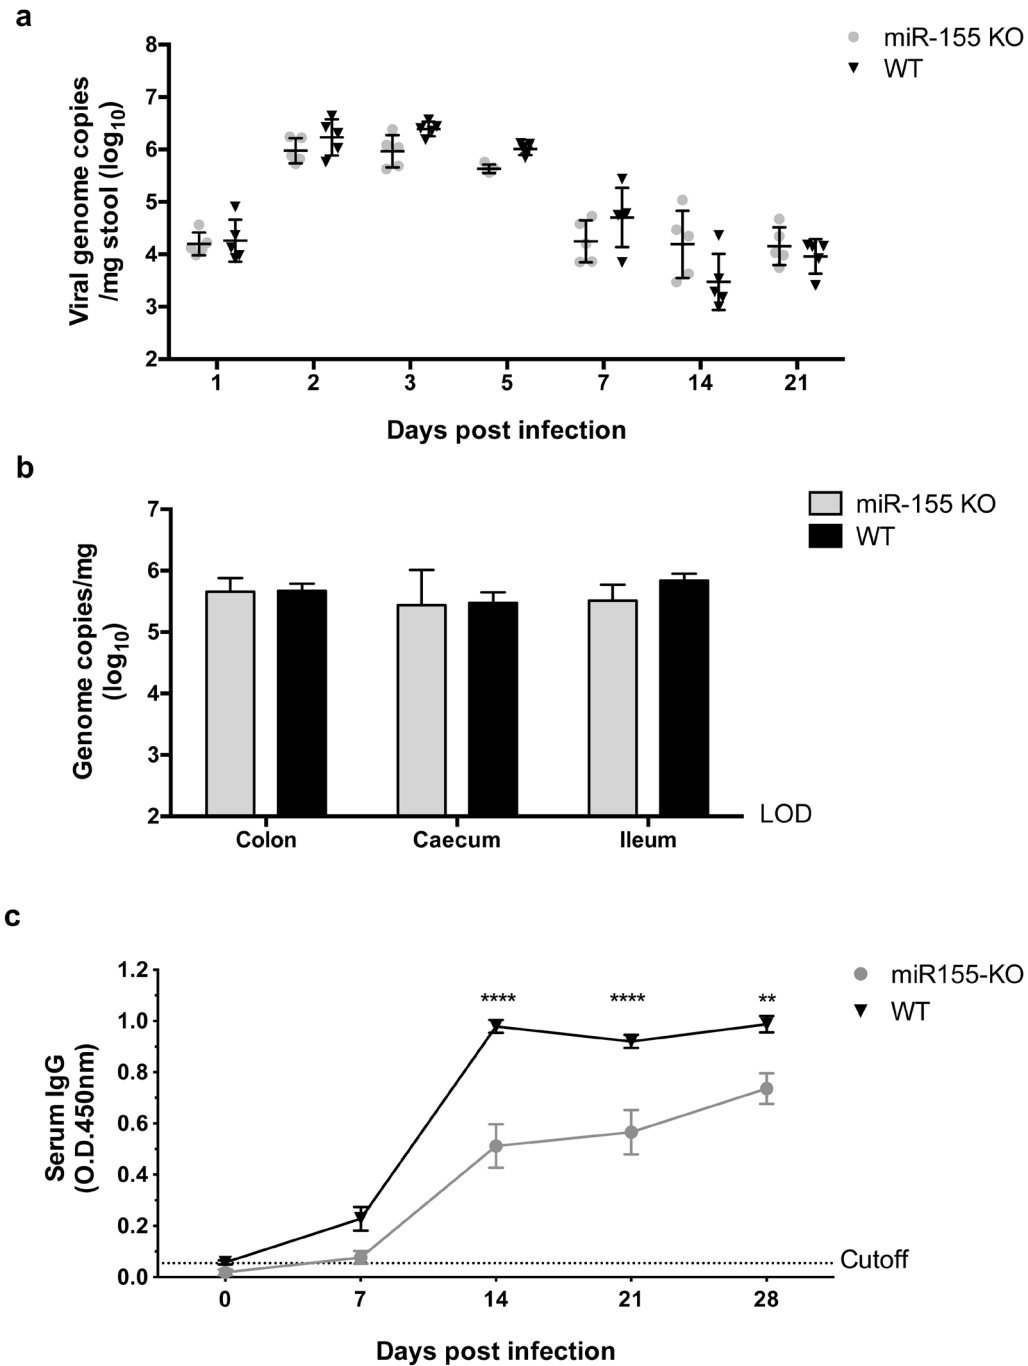 a
miR-155 KO
WT
Viral genome copies
/mg stool (log10)
8
7
6
5
4
3
2
1 2 3 5 7 14 21
Days post infection
b
miR-155 KO
WT
Genome copies/mg
(log10)
7
6
5
4
3
2
LOD
Colon Caecum Ileum
c
miR155-KO
WT
Serum IgG
(O.D.450nm)
1.2
1.0
0.8
0.6
0.4
0.2
0.0
**** **** **
Cutoff
0 7 14 21 28
Days post infection